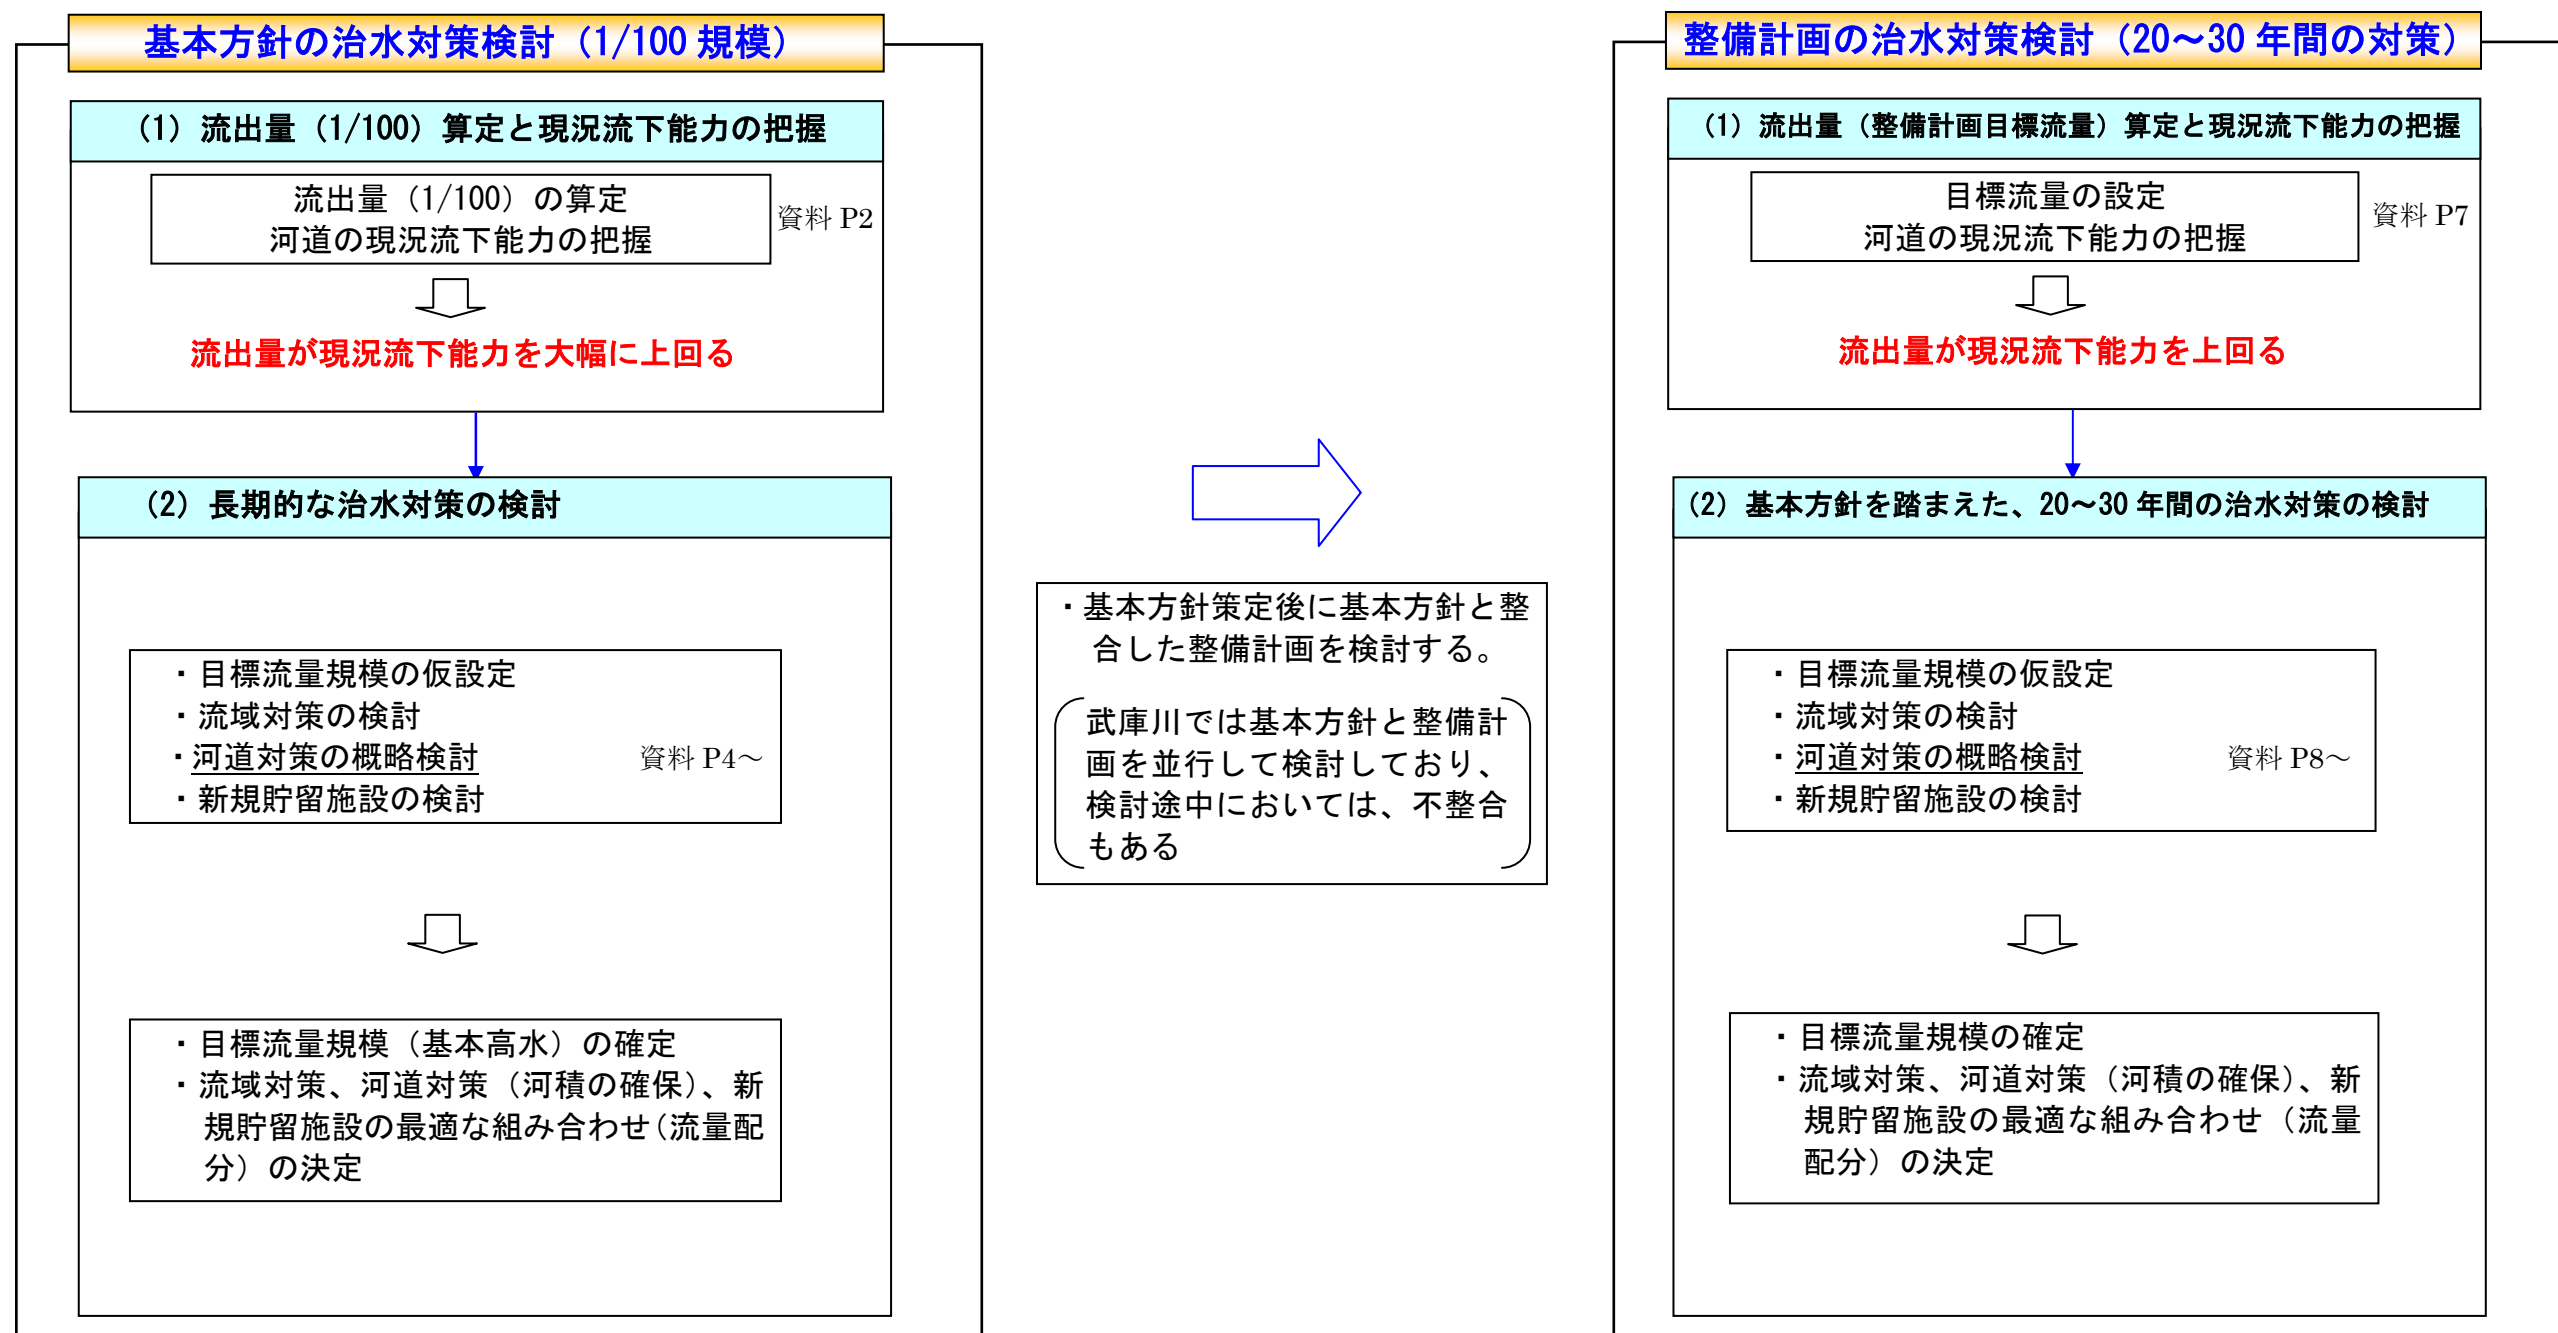 基本方針の治水対策検討（1/100 規模）
（1）流出量（1/100）算定と現況流下能力の把握
流出量（1/100）の算定
河道の現況流下能力の把握
資料 P2
流出量が現況流下能力を大幅に上回る
（2）長期的な治水対策の検討
・目標流量規模の仮設定
・流域対策の検討
・河道対策の概略検討
資料 P4～
・新規貯留施設の検討
・目標流量規模（基本高水）の確定
・流域対策、河道対策（河積の確保）、新
規貯留施設の最適な組み合わせ（流量配
分）の決定
・基本方針策定後に基本方針と整
合した整備計画を検討する。
武庫川では基本方針と整備計
画を並行して検討しており、
検討途中においては、不整合
もある
整備計画の治水対策検討（20～30 年間の対策）
（1）流出量（整備計画目標流量）算定と現況流下能力の把握
目標流量の設定
河道の現況流下能力の把握
資料 P7
流出量が現況流下能力を上回る
（2）基本方針を踏まえた、20～30 年間の治水対策の検討
・目標流量規模の仮設定
・流域対策の検討
・河道対策の概略検討
資料 P8～
・新規貯留施設の検討
・目標流量規模の確定
・流域対策、河道対策（河積の確保）、新
規貯留施設の最適な組み合わせ（流量
配分）の決定